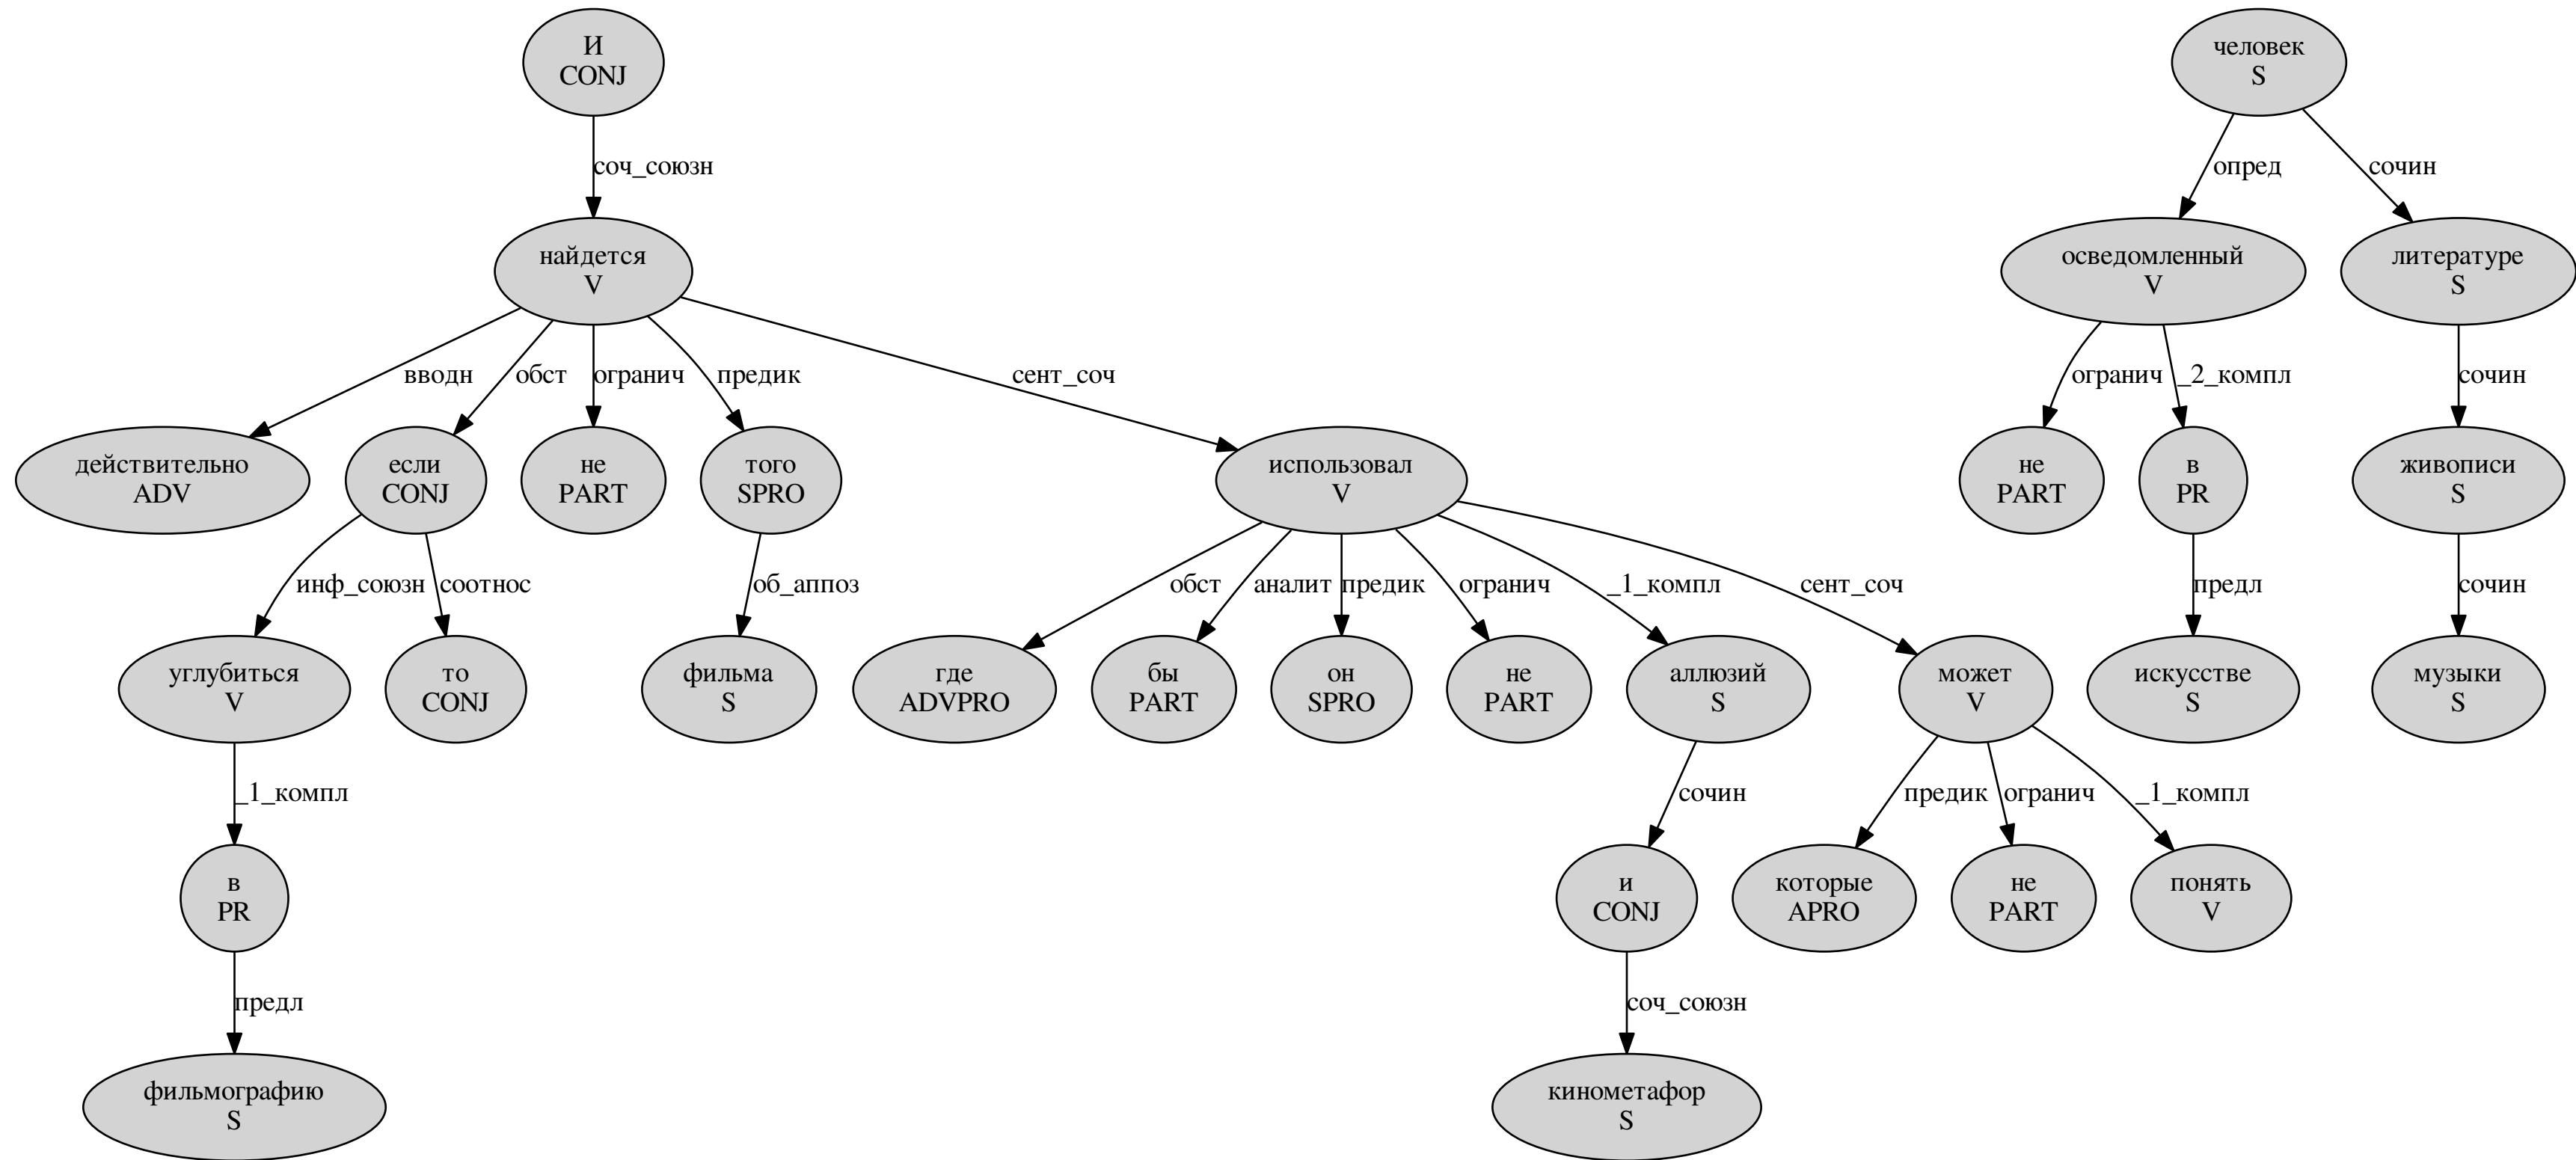 И
CONJ
человек
S
соч_союзн
опред
сочин
найдется
V
осведомленный
V
литературе
S
вводн
обст
огранич
предик
сент_соч
огранич
_2_компл
сочин
действительно
ADV
если
CONJ
не
PART
того
SPRO
использовал
V
не
PART
в
PR
живописи
S
инф_союзн
соотнос
об_аппоз
обст
аналит
предик
огранич
_1_компл
сент_соч
предл
сочин
углубиться
V
то
CONJ
фильма
S
где
ADVPRO
бы
PART
он
SPRO
не
PART
аллюзий
S
может
V
искусстве
S
музыки
S
_1_компл
сочин
предик
огранич
_1_компл
в
PR
и
CONJ
которые
APRO
не
PART
понять
V
предл
соч_союзн
фильмографию
S
кинометафор
S